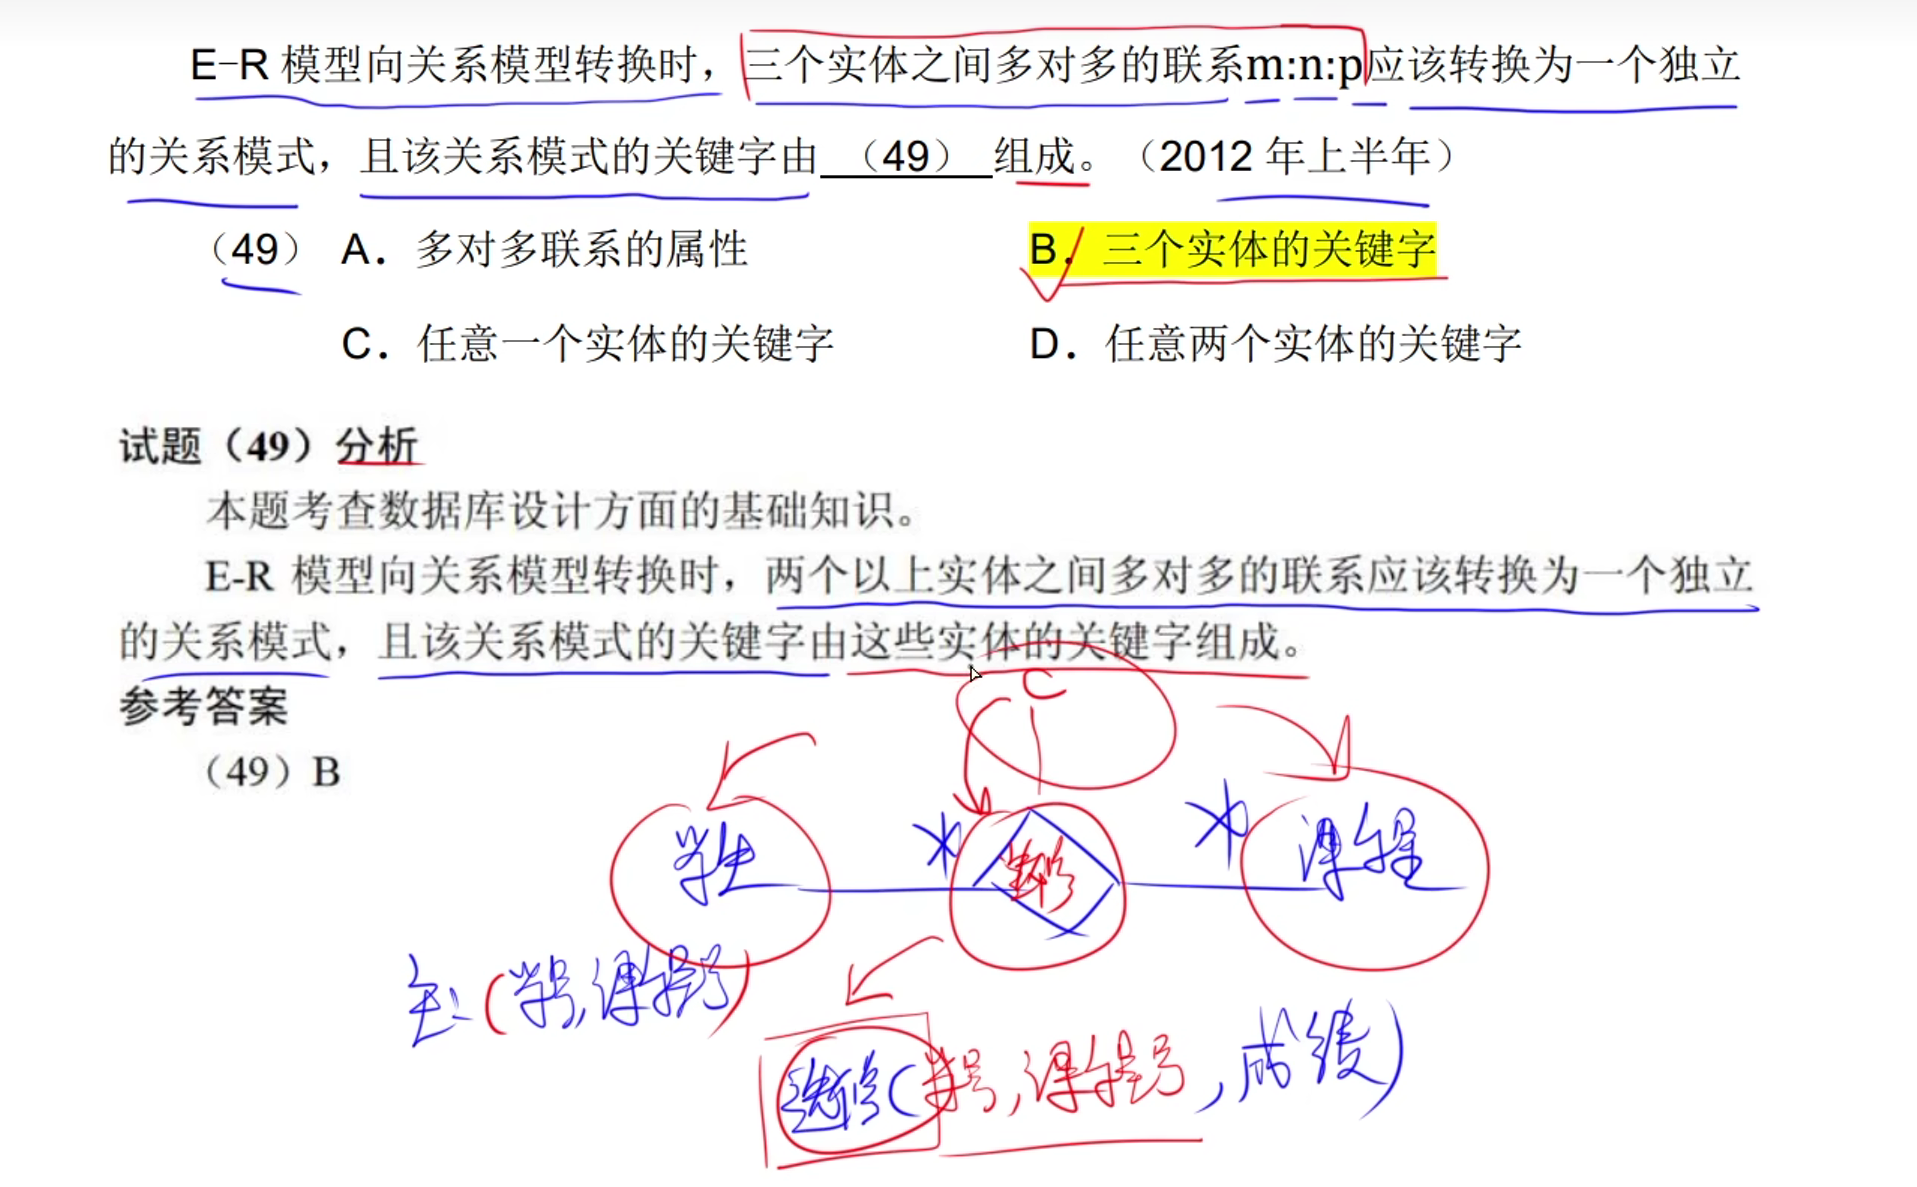 E-R 模型向关系模型转换时，三个实体之间多对多的联系m:n:p应该转换为一个独立
的关系模式，且该关系模式的关键字由 （49） 组成。（2012 年上半年）
（49） A． 多对多联系的属性 B． 三个实体的关键字
C． 任意一个实体的关键字 D． 任意两个实体的关键字
试题（49）分析
本题考查数据库设计方面的基础知识。
E-R 模型向关系模型转换时，两个以上实体之间多对多的联系应该转换为一个独立
的关系模式，且该关系模式的关键字由这些实体的关键字组成。
参考答案
（49）B
C
学生 * 选修 * 课程
主：(学号,课程号)
选修(学号,课程号,成绩)